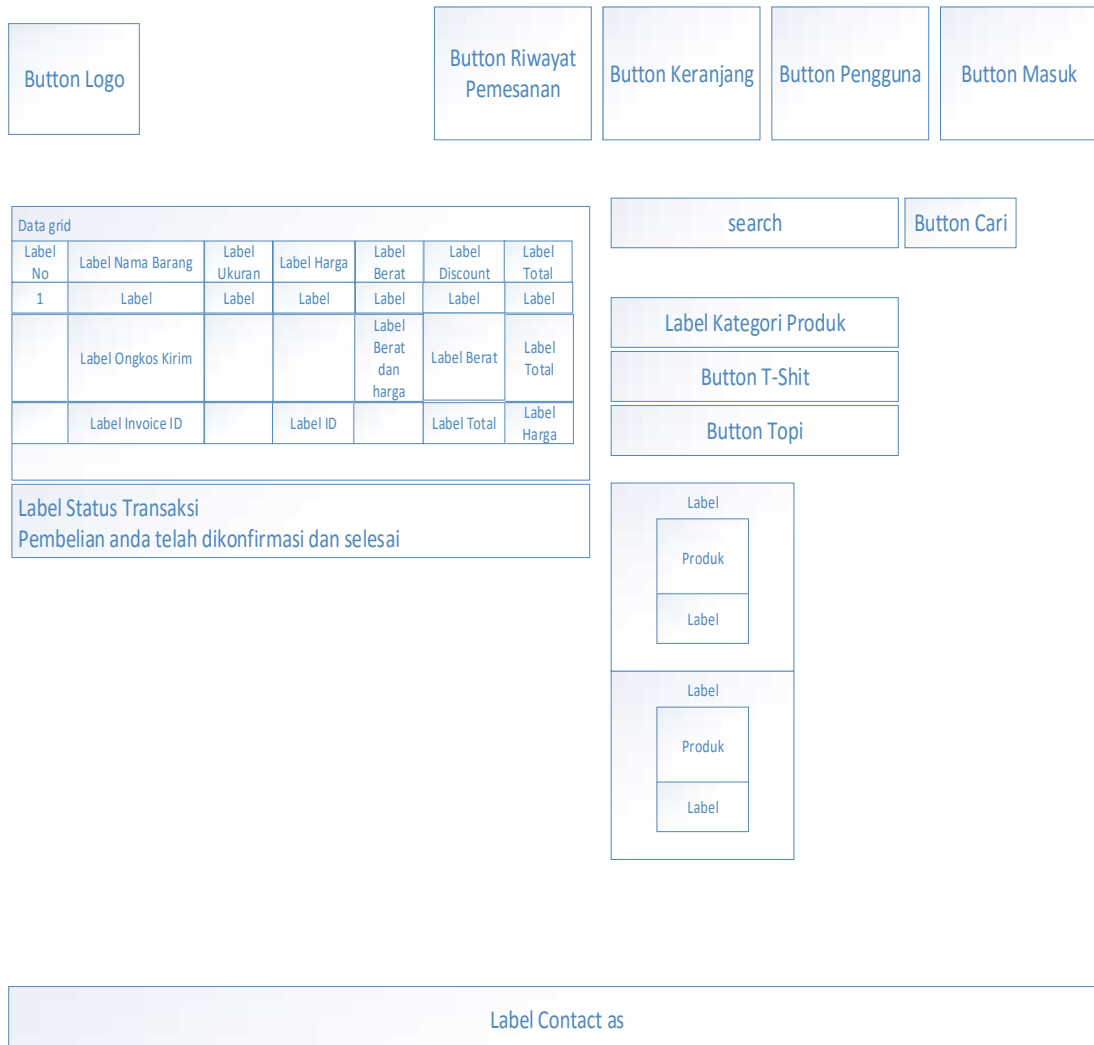 Button Logo
Button Riwayat
Pemesanan
Button Keranjang
Button Pengguna
Button Masuk
Data grid
Label
No
Label Nama Barang
Label
Ukuran
Label Harga
Label
Berat
Label
Discount
Label
Total
1
Label
Label
Label
Label
Label
Label
Label Ongkos Kirim
Label
Berat
dan
harga
Label Berat
Label
Total
Label Invoice ID
Label ID
Label Total
Label
Harga
Label Status Transaksi
Pembelian anda telah dikonfirmasi dan selesai
search
Button Cari
Label Kategori Produk
Button T-Shit
Button Topi
Label
Produk
Label
Label
Produk
Label
Label Contact as